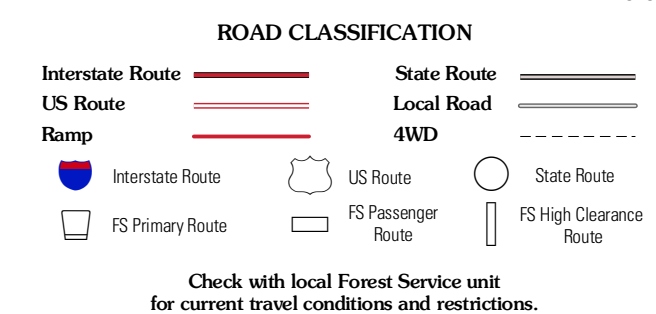 ROAD CLASSIFICATION
Interstate Route
State Route
US Route
Local Road
Ramp
4WD
Interstate Route
US Route
State Route
FS Primary Route
FS Passenger
Route
FS High Clearance
Route
Check with local Forest Service unit
for current travel conditions and restrictions.